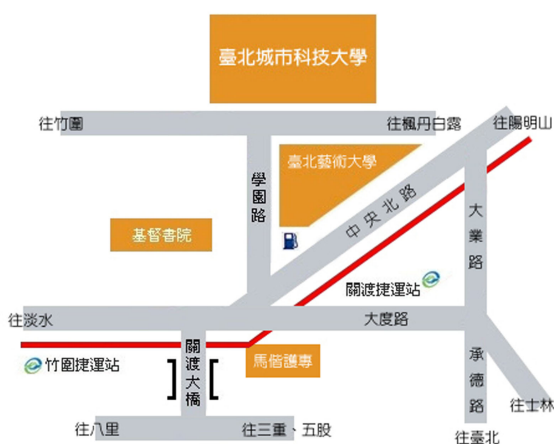 臺北城市科技大學
往竹圍
往楓丹白露
往陽明山
臺北藝術大學
學園路
中央北路
大業路
基督書院
關渡捷運站
往淡水
大度路
關渡大橋
馬偕護專
竹圍捷運站
承德路
往士林
往八里
往三重、五股
往臺北